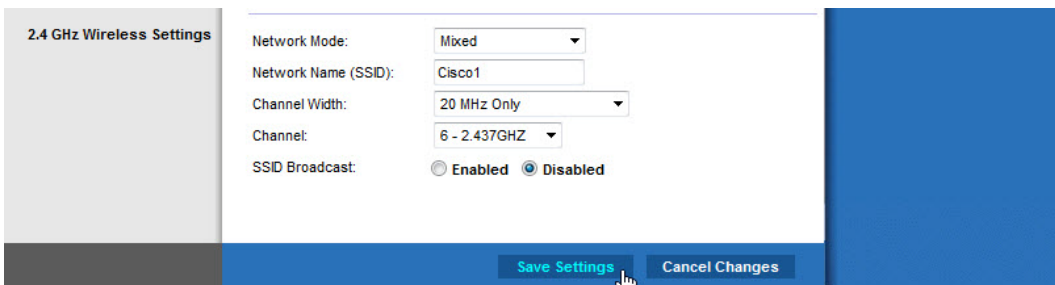 2.4 GHz Wireless Settings
Network Mode: Mixed
Network Name (SSID): Cisco1
Channel Width: 20 MHz Only
Channel: 6 - 2.437GHZ
SSID Broadcast: Enabled Disabled
Save Settings Cancel Changes